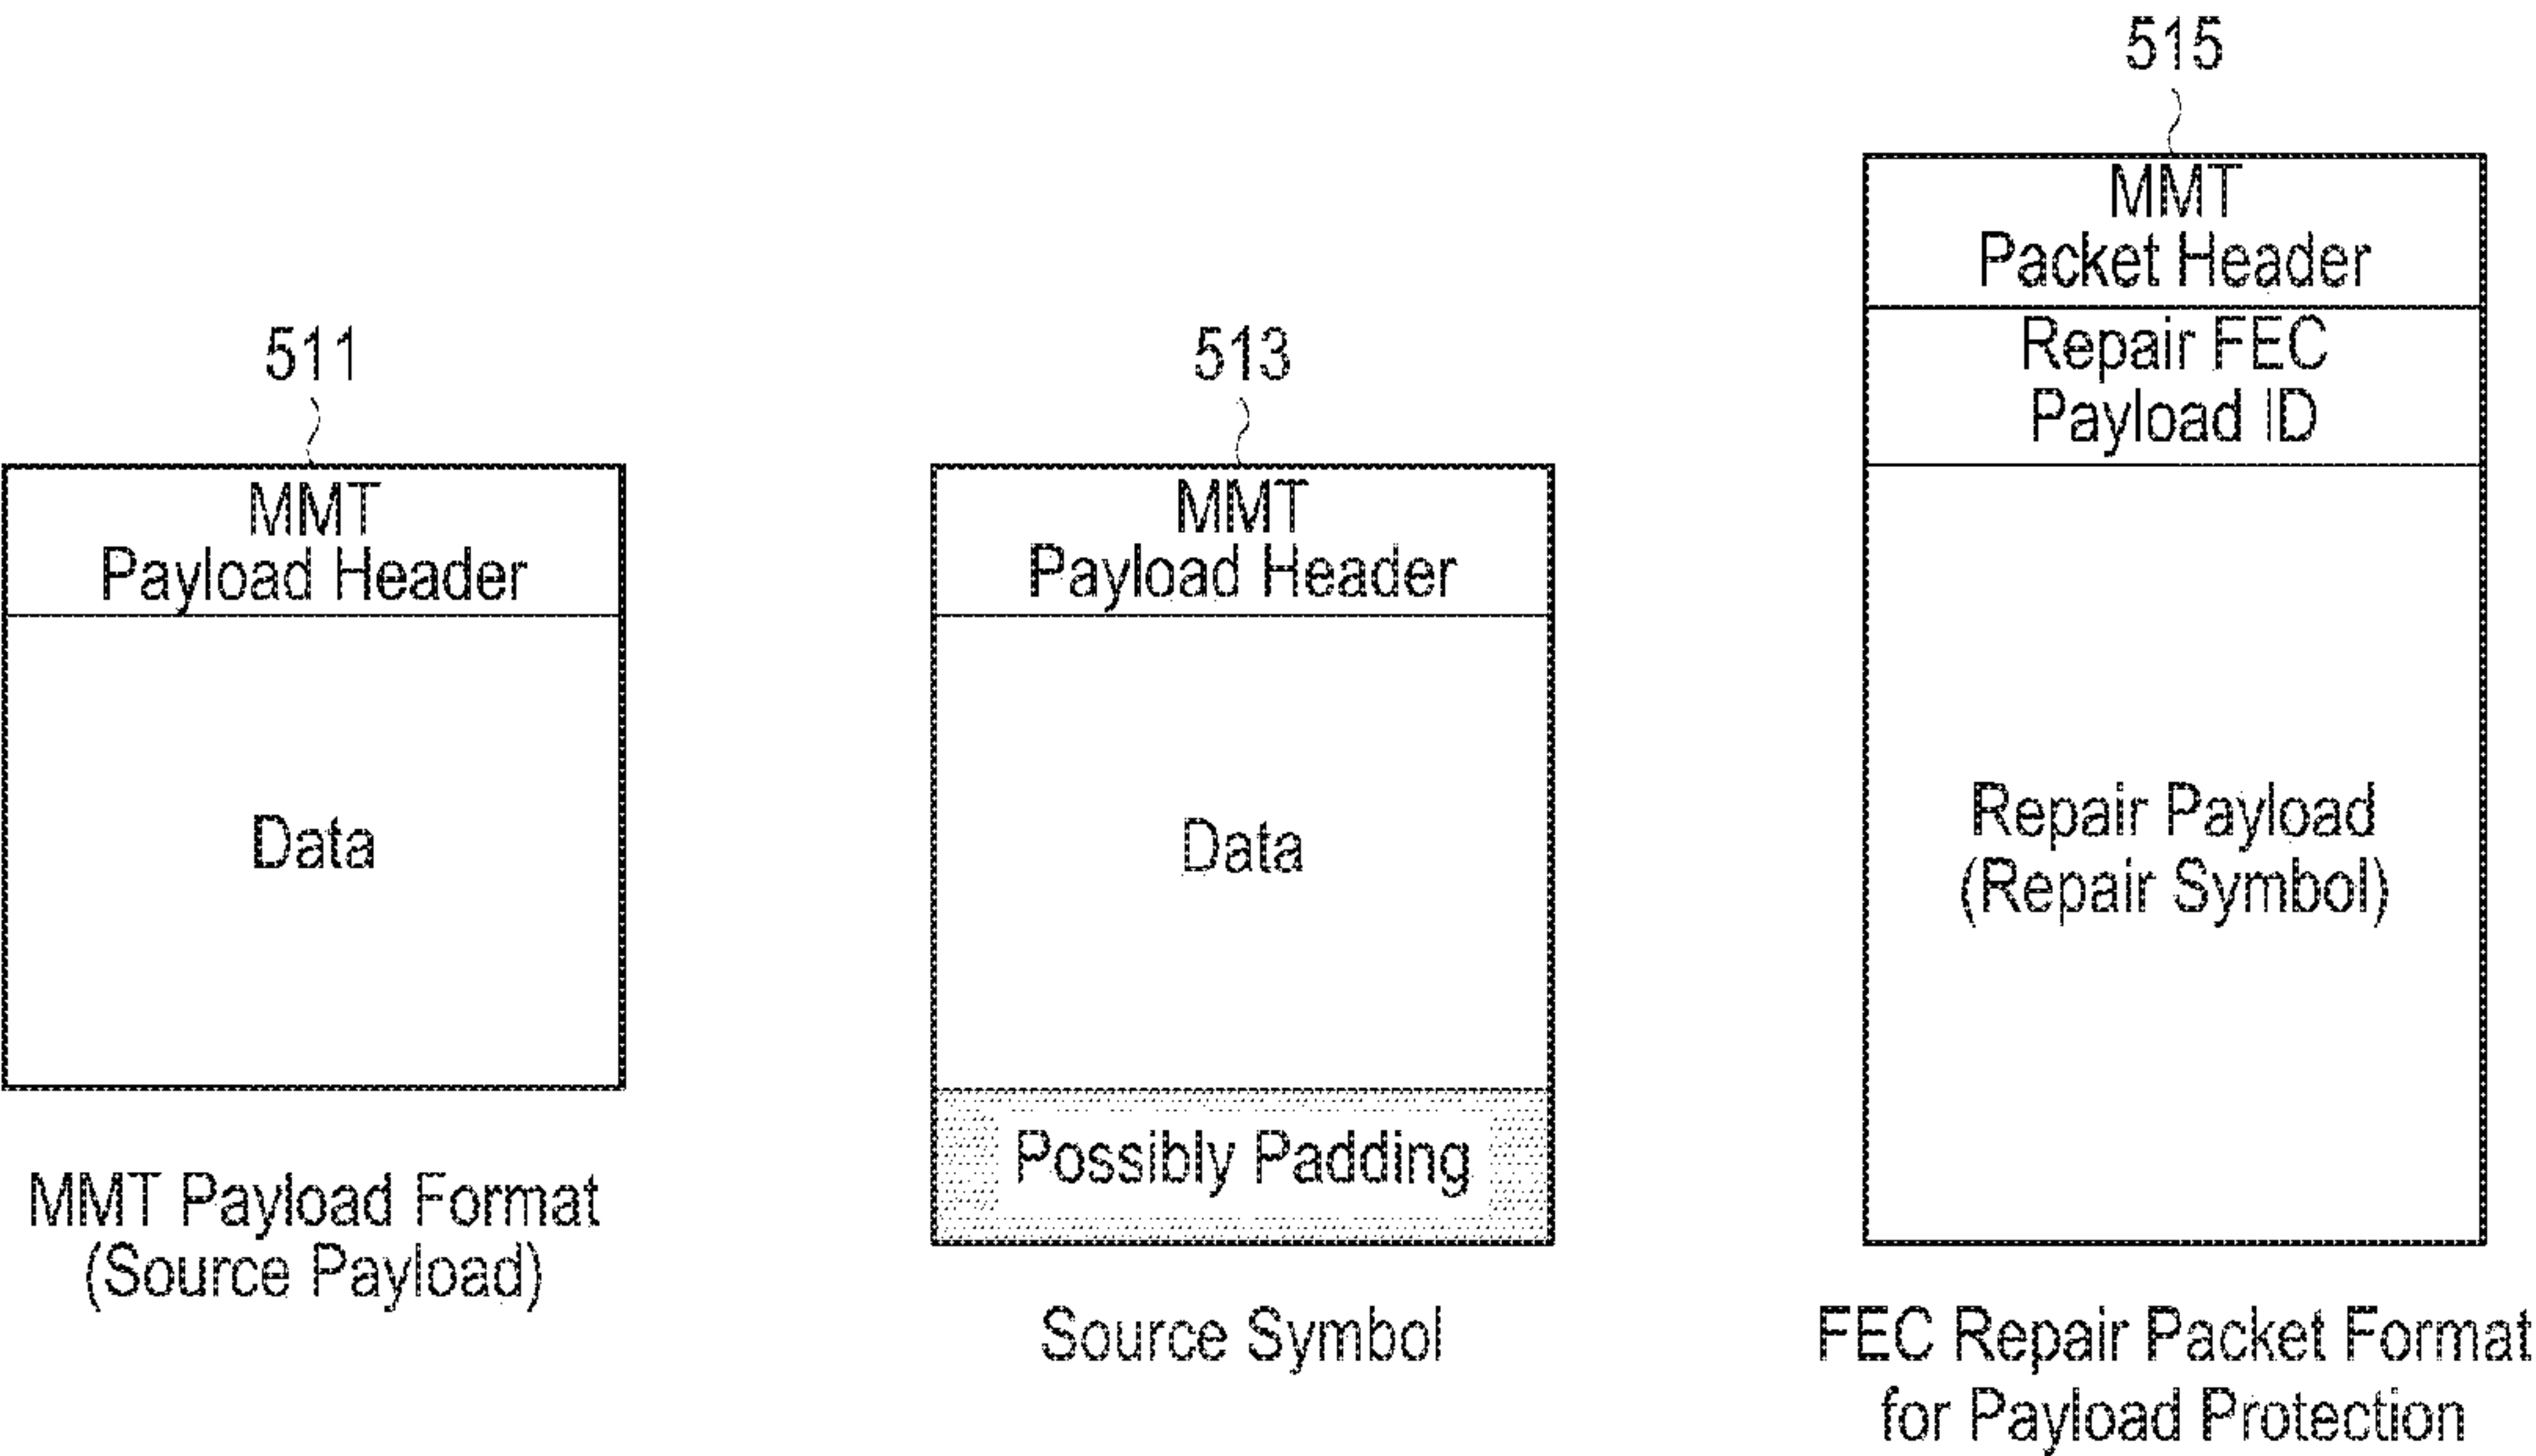 511
MMT
Payload Header
Data
MMT Payload Format
(Source Payload)
513
MMT
Payload Header
Data
Possibly Padding
Source Symbol
515
MMT
Packet Header
Repair FEC
Payload ID
Repair Payload
(Repair Symbol)
FEC Repair Packet Format
for Payload Protection